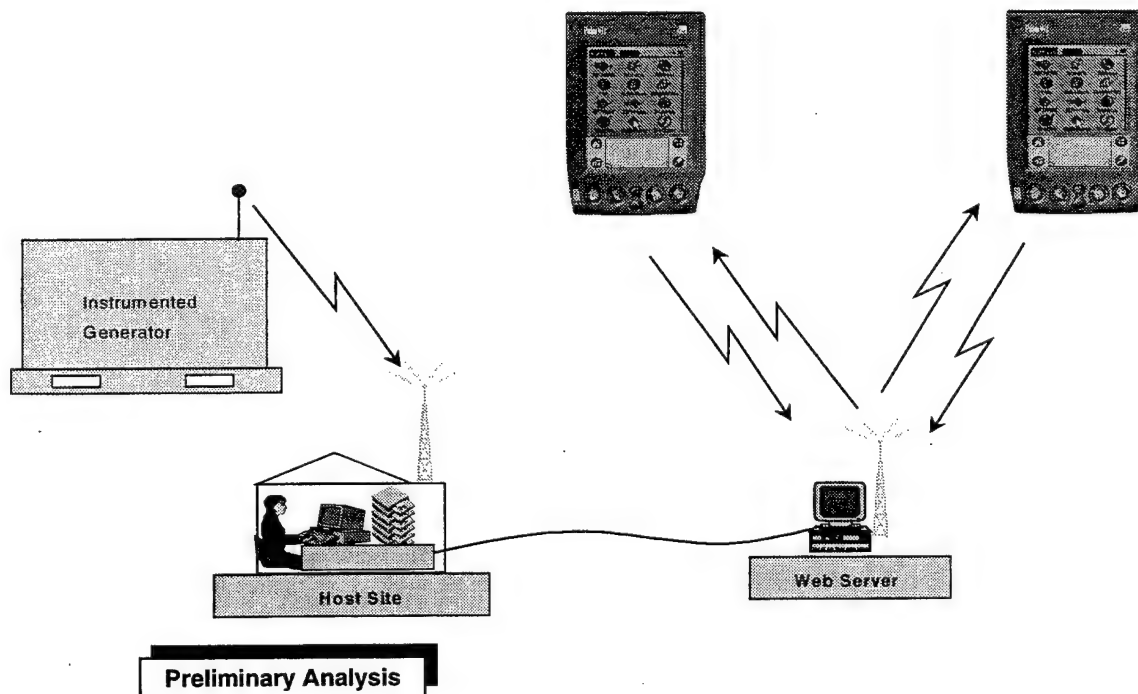 Instrumented
Generator
Host Site
Web Server
Preliminary Analysis